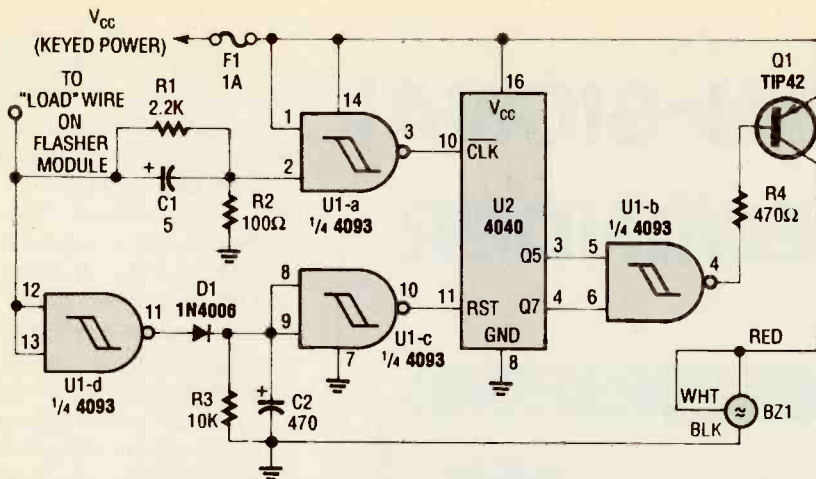 VCC
(KEYED POWER)
F1
1A
TO
"LOAD" WIRE
ON
FLASHER
MODULE
R1
2.2K
C1
5
R2
100Ω
1
2
14
3
U1-a
1/4 4093
10
16
VCC
CLK
U2
4040
Q5
Q7
RST
GND
8
3
4
11
5
6
4
U1-b
1/4 4093
Q1
TIP42
R4
470Ω
12
13
11
U1-d
1/4 4093
D1
1N4006
R3
10K
C2
470
8
9
10
7
U1-c
1/4 4093
RED
WHT
BLK
BZ1